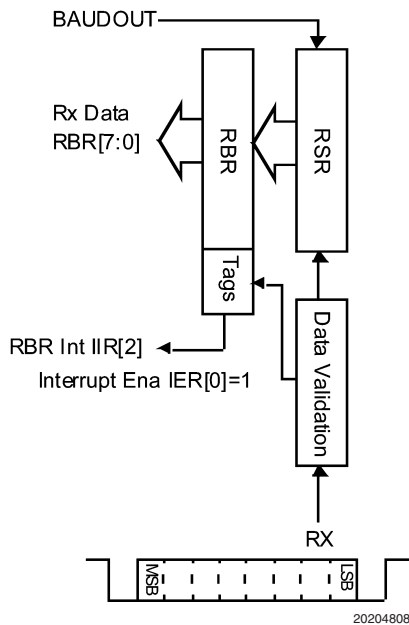 BAUDOUT
Rx Data
RBR[7:0]
RBR
RSR
Tags
Data Validation
RBR Int IIR[2]
Interrupt Ena IER[0]=1
RX
MSB
LSB
20204808